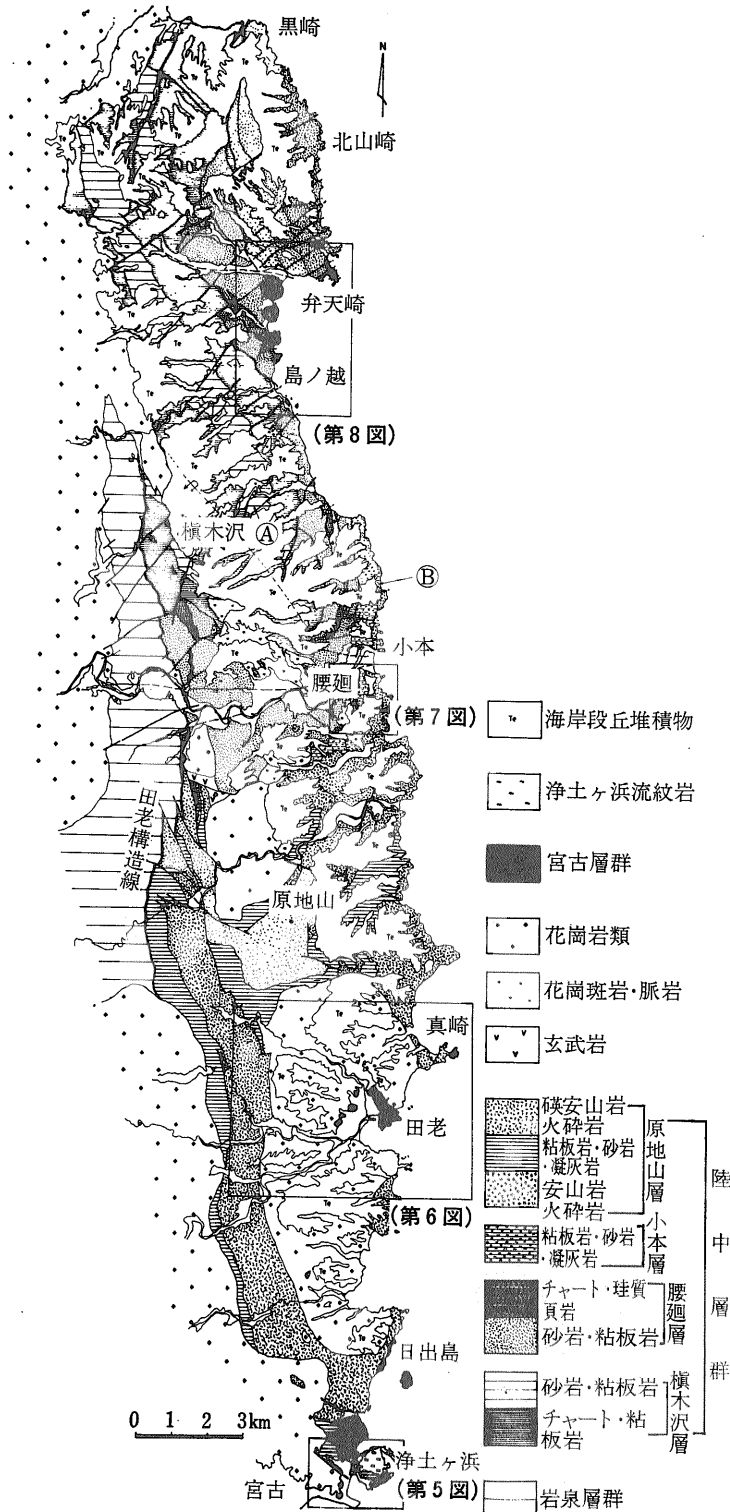 黒崎
N
北山崎
弁天崎
島ノ越
(第8図)
槇木沢 Ⓐ
Ⓑ
小本
腰廻
(第7図)
田老構造線
原地山
真崎
田老
(第6図)
日出島
0 1 2 3km
浄土ヶ浜
宮古
(第5図)
Te 海岸段丘堆積物
浄土ヶ浜流紋岩
宮古層群
花崗岩類
花崗斑岩・脈岩
玄武岩
礇安山岩
火砕岩
粘板岩・砂岩
・凝灰岩
安山岩
火砕岩
原地山層
粘板岩・砂岩
・凝灰岩
小本層
チャート・珪質
頁岩
砂岩・粘板岩
腰廻層
砂岩・粘板岩
チャート・粘
板岩
槇木沢層
陸中層群
岩泉層群